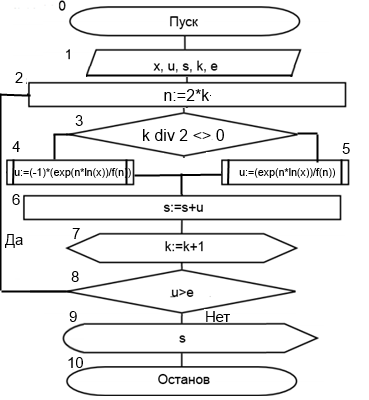 0
Пуск
1
x, u, s, k, e
2
n:=2*k
3
k div 2 <> 0
4
u:=(-1)*(exp(n*ln(x))/f(n))
5
u:=(exp(n*ln(x))/f(n))
6
s:=s+u
Да
7
k:=k+1
8
u>e
Нет
9
s
10
Останов